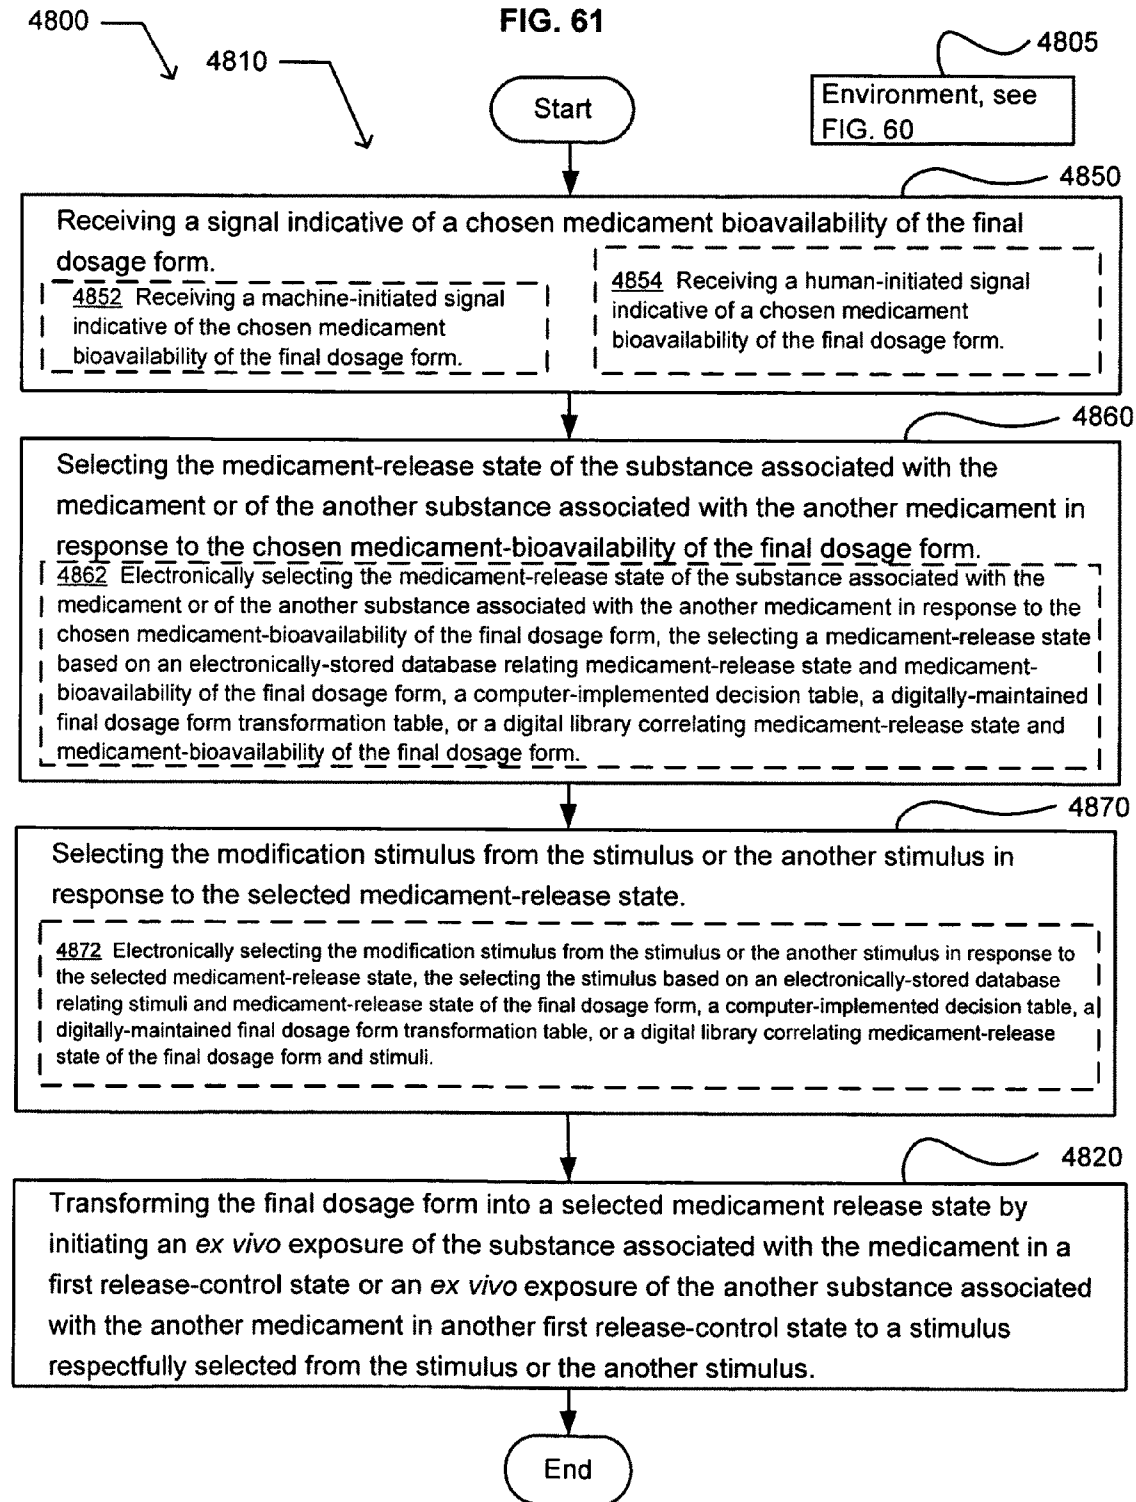 FIG. 61
4800
4810
4805
Start
Environment, see
FIG. 60
4850
Receiving a signal indicative of a chosen medicament bioavailability of the final
dosage form.
4852 Receiving a machine-initiated signal
indicative of the chosen medicament
bioavailability of the final dosage form.
4854 Receiving a human-initiated signal
indicative of a chosen medicament
bioavailability of the final dosage form.
4860
Selecting the medicament-release state of the substance associated with the
medicament or of the another substance associated with the another medicament in
response to the chosen medicament-bioavailability of the final dosage form.
4862 Electronically selecting the medicament-release state of the substance associated with the
medicament or of the another substance associated with the another medicament in response to the
chosen medicament-bioavailability of the final dosage form, the selecting a medicament-release state
based on an electronically-stored database relating medicament-release state and medicament-
bioavailability of the final dosage form, a computer-implemented decision table, a digitally-maintained
final dosage form transformation table, or a digital library correlating medicament-release state and
medicament-bioavailability of the final dosage form.
4870
Selecting the modification stimulus from the stimulus or the another stimulus in
response to the selected medicament-release state.
4872 Electronically selecting the modification stimulus from the stimulus or the another stimulus in response to
the selected medicament-release state, the selecting the stimulus based on an electronically-stored database
relating stimuli and medicament-release state of the final dosage form, a computer-implemented decision table, a
digitally-maintained final dosage form transformation table, or a digital library correlating medicament-release
state of the final dosage form and stimuli.
4820
Transforming the final dosage form into a selected medicament release state by
initiating an ex vivo exposure of the substance associated with the medicament in a
first release-control state or an ex vivo exposure of the another substance associated
with the another medicament in another first release-control state to a stimulus
respectfully selected from the stimulus or the another stimulus.
End